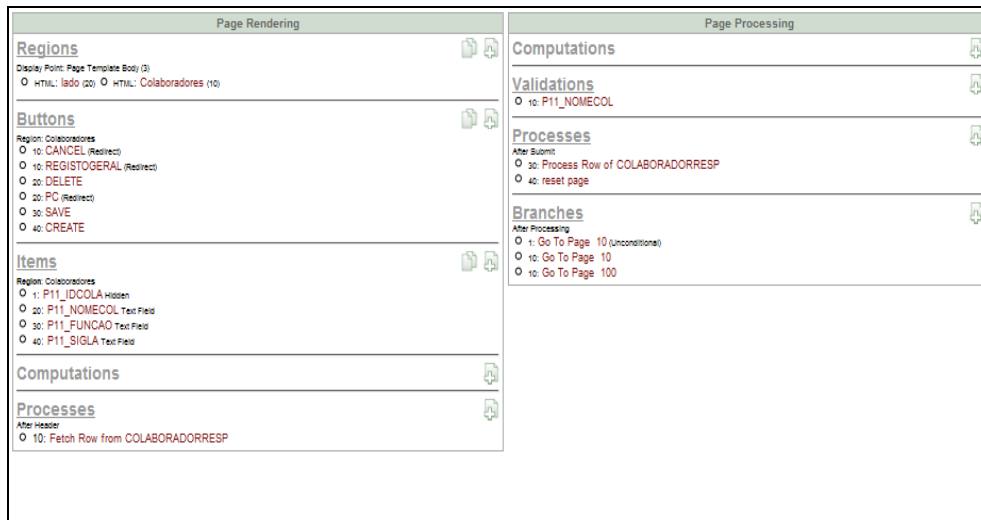 Page Rendering
Regions
Display Point: Page Template Body (3)
HTML: lado (20) HTML: Colaboradores (10)
Buttons
Region: Colaboradores
10: CANCEL (Redirect)
10: REGISTOGERAL (Redirect)
20: DELETE
20: PC (Redirect)
30: SAVE
40: CREATE
Items
Region: Colaboradores
1: P11_IDCOLA Hidden
20: P11_NOMECOL Text Field
30: P11_FUNCAO Text Field
40: P11_SIGLA Text Field
Computations
Processes
After Header
10: Fetch Row from COLABORADORRESP
Page Processing
Computations
Validations
10: P11_NOMECOL
Processes
After Submit
30: Process Row of COLABORADORRESP
40: reset page
Branches
After Processing
1: Go To Page 10 (Unconditional)
10: Go To Page 10
10: Go To Page 100